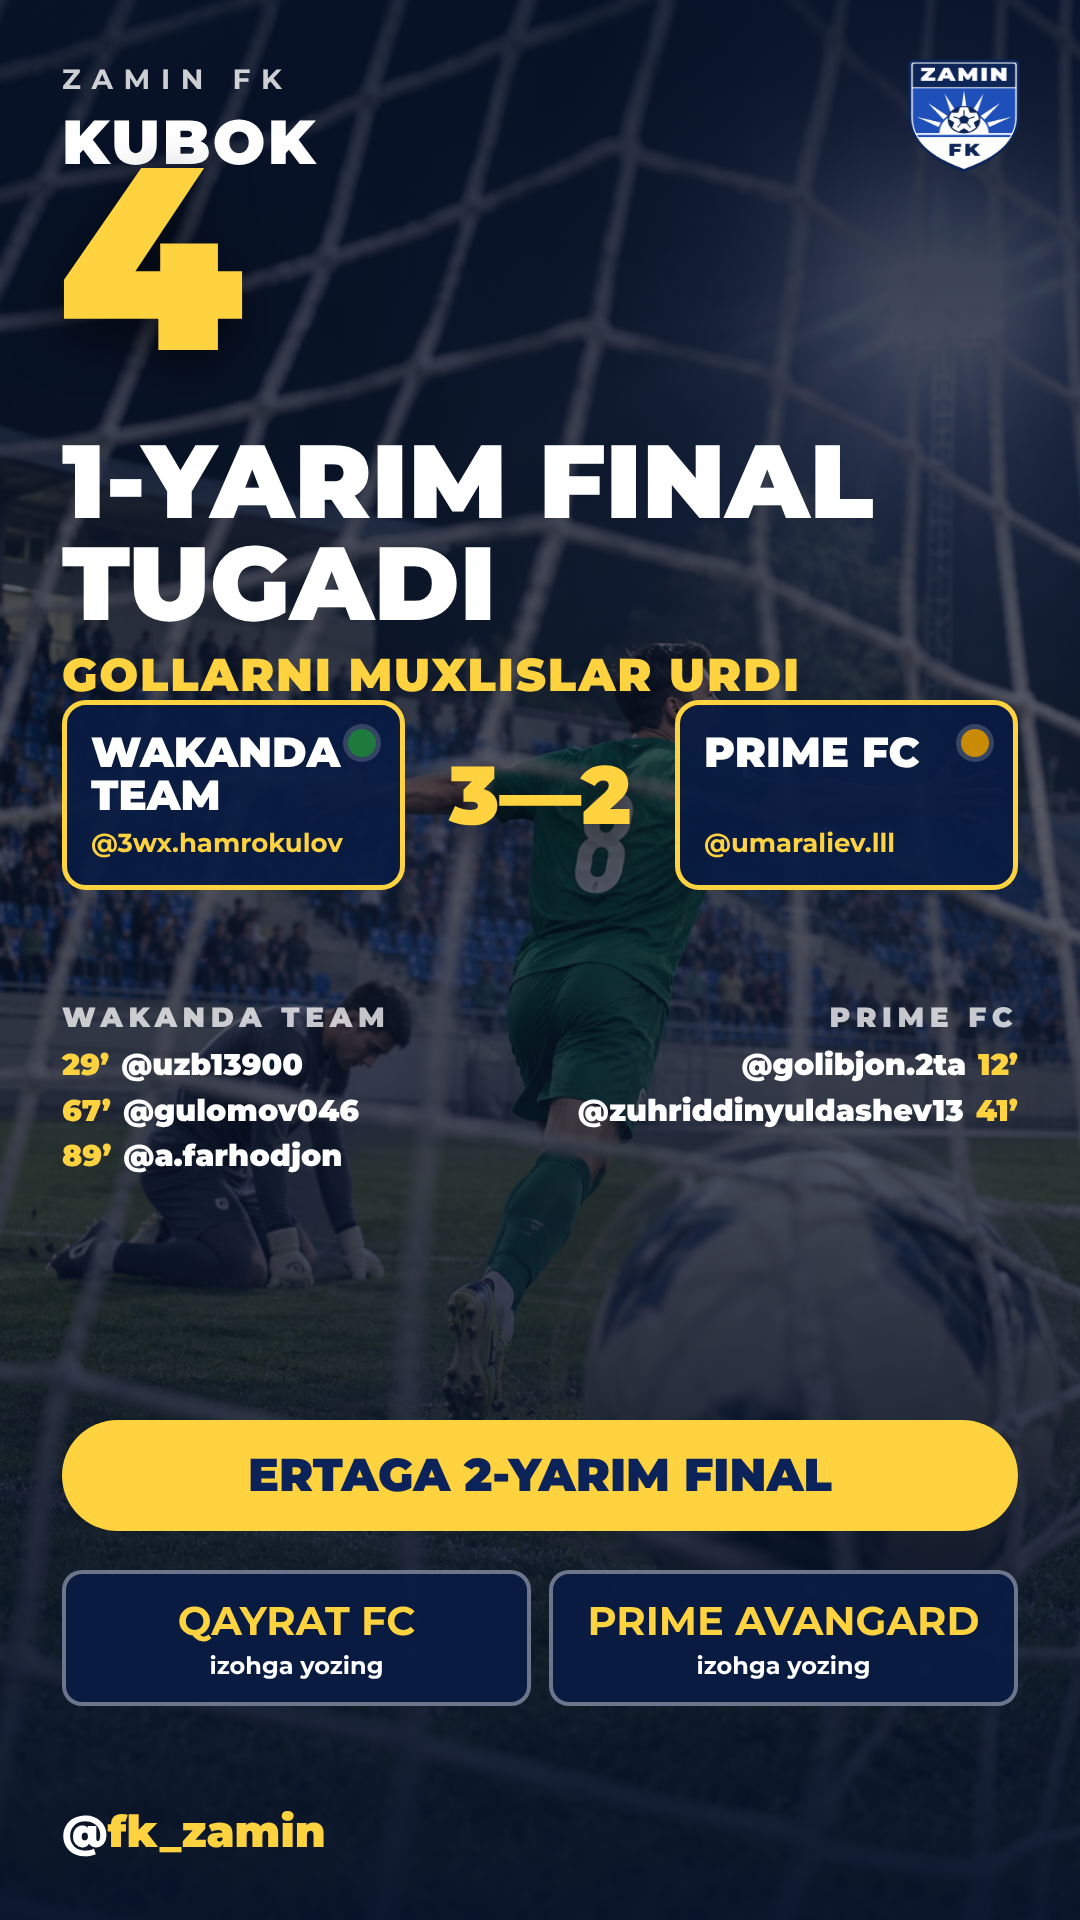 ZAMIN FK
KUBOK
4
ZAMIN
FK
1-YARIM FINAL
TUGADI
GOLLARNI MUXLISLAR URDI
WAKANDA
TEAM
@3wx.hamrokulov
3—2
PRIME FC
@umaraliev.lll
8
WAKANDA TEAM
29’ @uzb13900
67’ @gulomov046
89’ @a.farhodjon
PRIME FC
@golibjon.2ta 12’
@zuhriddinyuldashev13 41’
ERTAGA 2-YARIM FINAL
QAYRAT FC
izohga yozing
PRIME AVANGARD
izohga yozing
@fk_zamin